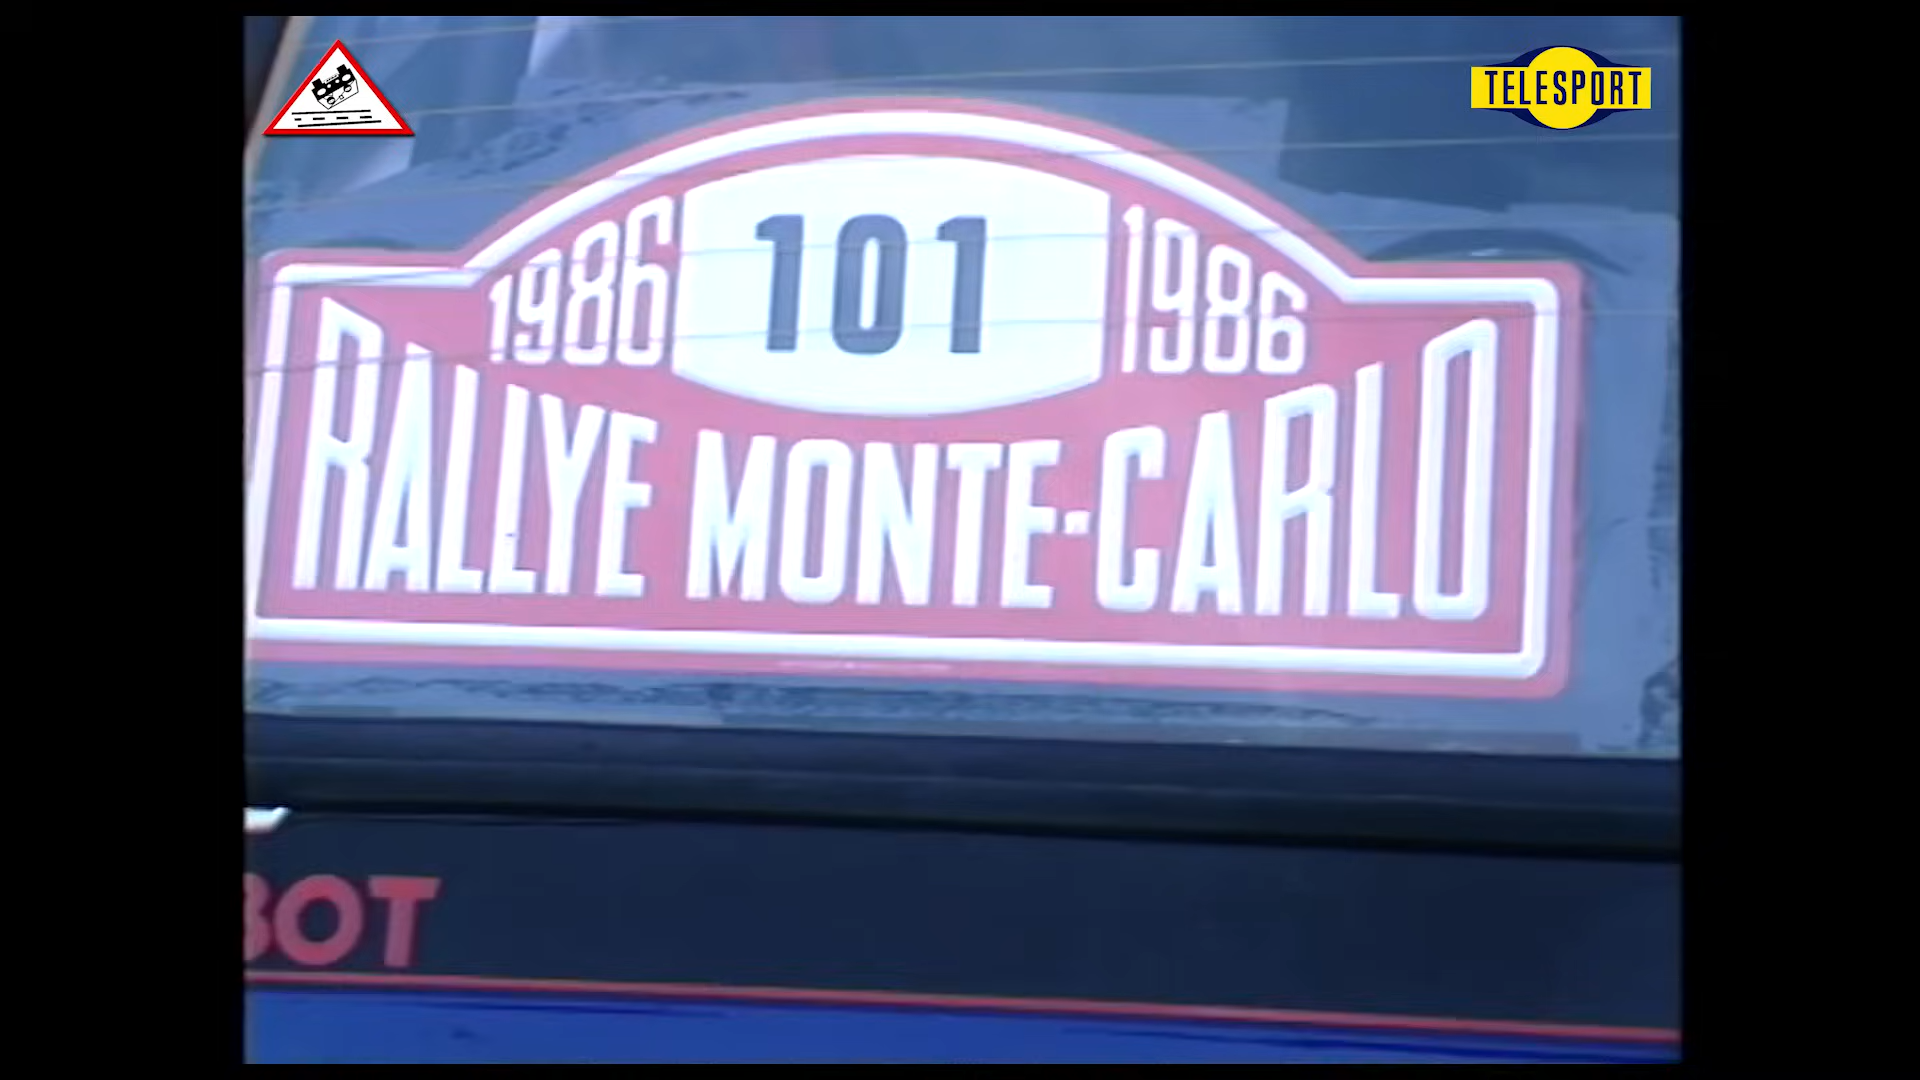 TELESPORT
1986 101 1986
RALLYE MONTE-CARLO
BOT